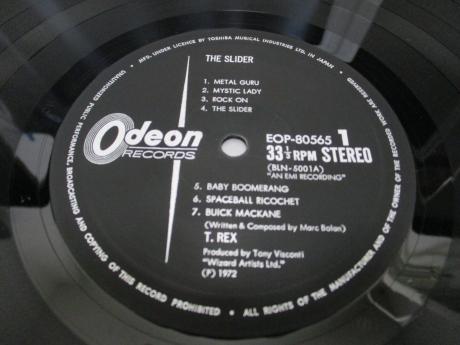 MFD. UNDER LICENCE BY TOSHIBA MUSICAL INDUSTRIES LTD. IN JAPAN
THE SLIDER
1. METAL GURU
2. MYSTIC LADY
3. ROCK ON
4. THE SLIDER
Odeon
RECORDS
EOP-80565 1
33⅓ RPM STEREO
(BLN-5001A)
"AN EMI RECORDING"
5. BABY BOOMERANG
6. SPACEBALL RICOCHET
7. BUICK MACKANE
(Written & Composed by Marc Bolan)
T. REX
Produced by Tony Visconti
"Wizard Artists Ltd."
(P) 1972
ALL RIGHTS OF THE MANUFACTURER AND OF THE OWNER OF THE RECORDED WORK ARE RESERVED
UNAUTHORIZED PUBLIC PERFORMANCE, BROADCASTING AND COPYING OF THIS RECORD PROHIBITED